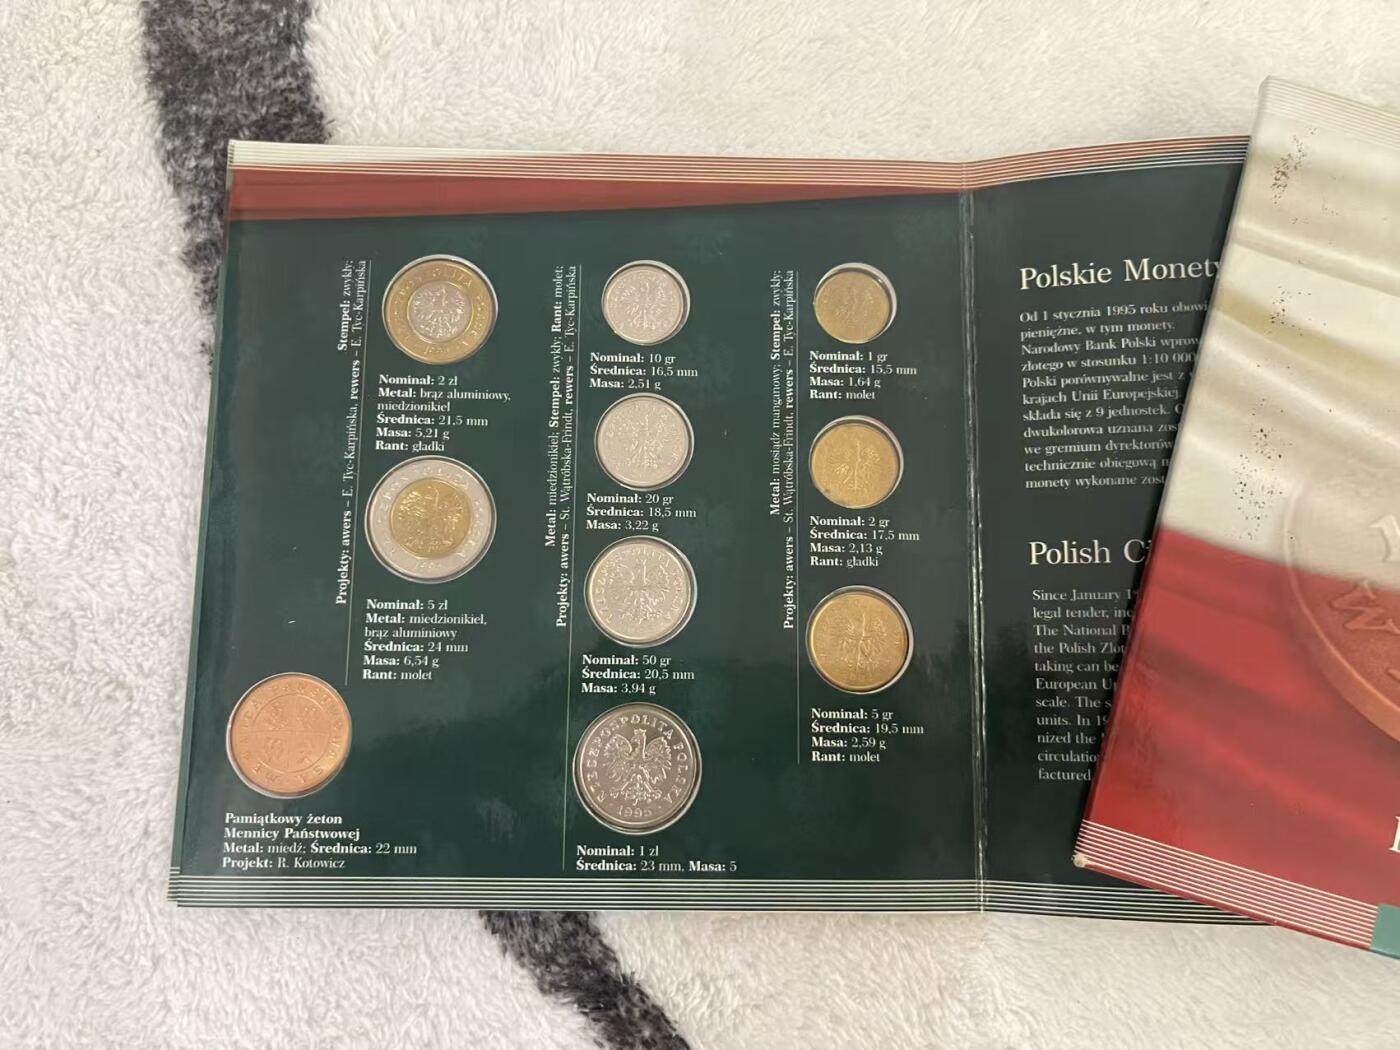 Stempel: zwykły;
Projekty: awers – E. Tyc-Karpińska, rewers – E. Tyc-Karpińska
Nominał: 2 zł
Metal: brąz aluminiowy,
miedzionikiel
Średnica: 21,5 mm
Masa: 5,21 g
Rant: gładki
Nominał: 5 zł
Metal: miedzionikiel,
brąz aluminiowy
Średnica: 24 mm
Masa: 6,54 g
Rant: molet
Pamiątkowy żeton
Mennicy Państwowej
Metal: miedź; Średnica: 22 mm
Projekt: R. Kotowicz
Metal: miedzionikiel; Stempel: zwykły; Rant: molet;
Projekty: awers – St. Wątróbska-Frindt, rewers – E. Tyc-Karpińska
Nominał: 10 gr
Średnica: 16,5 mm
Masa: 2,51 g
Nominał: 20 gr
Średnica: 18,5 mm
Masa: 3,22 g
Nominał: 50 gr
Średnica: 20,5 mm
Masa: 3,94 g
RZECZPOSPOLITA POLSKA
1995
Nominał: 1 zł
Średnica: 23 mm, Masa: 5
Metal: mosiądz manganowy; Stempel: zwykły;
Projekty: awers – St. Wątróbska-Frindt, rewers – E. Tyc-Karpińska
Nominał: 1 gr
Średnica: 15,5 mm
Masa: 1,64 g
Rant: molet
Nominał: 2 gr
Średnica: 17,5 mm
Masa: 2,13 g
Rant: gładki
Nominał: 5 gr
Średnica: 19,5 mm
Masa: 2,59 g
Rant: molet
Polskie Monety
Od 1 stycznia 1995 roku obowi
pieniężne, w tym monety.
Narodowy Bank Polski wprow
złotego w stosunku 1:10 000
Polski porównywalne jest z
krajach Unii Europejskiej.
składa się z 9 jednostek.
dwukolorowa uznana zos
we gremium dyrektorów
technicznie obiegową
monety wykonane zost
Polish Ci
Since January 1
legal tender, inc
The National B
the Polish Zlot
taking can be
European U
scale. The s
units. In 19
nized the
circulatio
factured